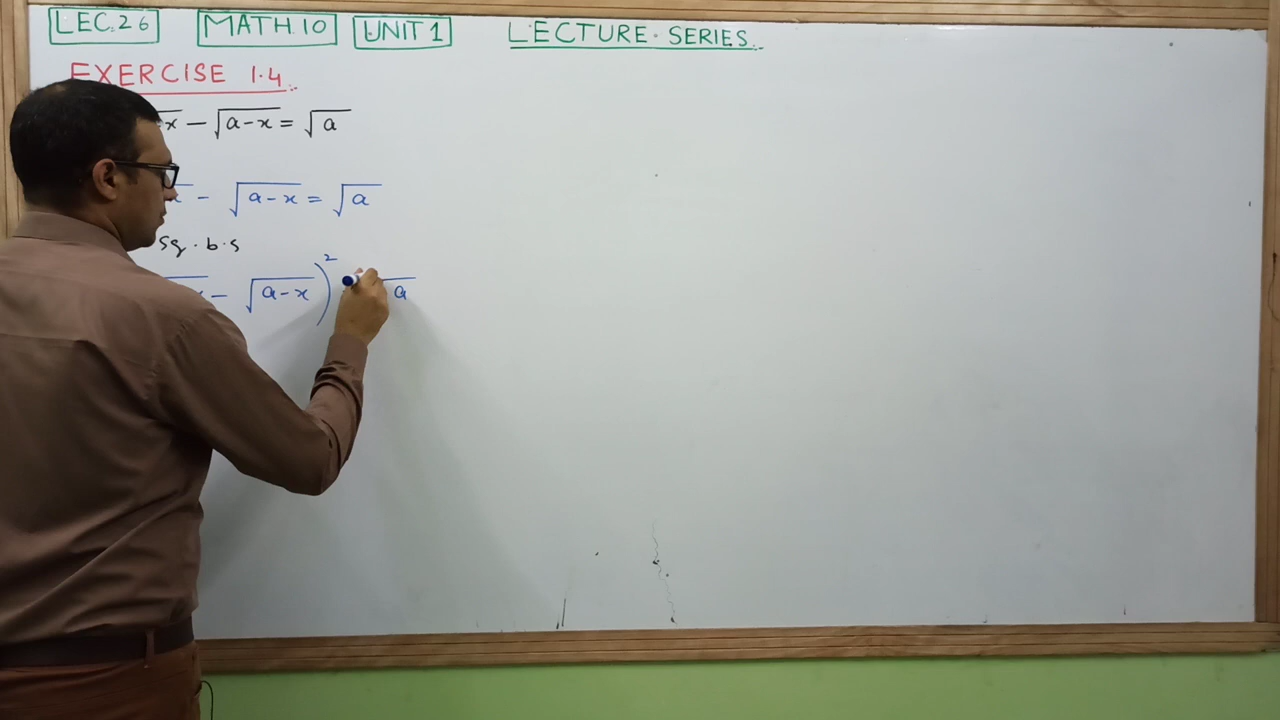 LEC.26 MATH.10 UNIT 1 LECTURE SERIES.
EXERCISE 1.4
x - √(a-x) = √a
x - √(a-x) = √a
Sq. b. s
x - √(a-x))² √a